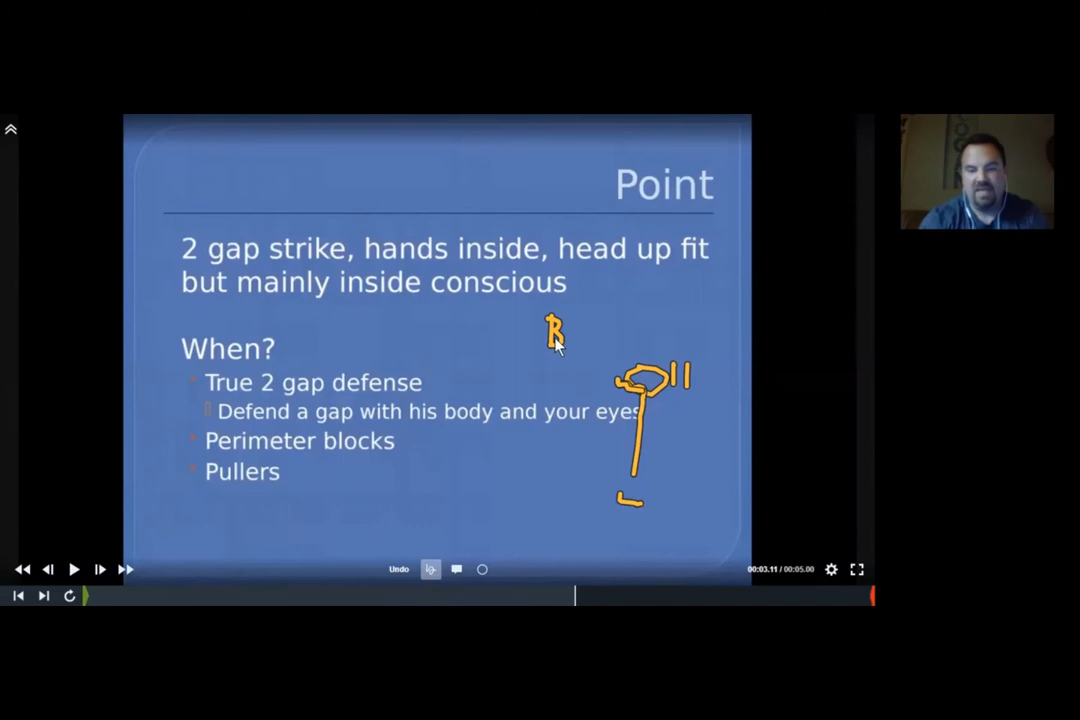 Point
2 gap strike, hands inside, head up fit
but mainly inside conscious
B
When?
True 2 gap defense
Defend a gap with his body and your eyes
Perimeter blocks
Pullers
Undo
00:03.11 / 00:05.00